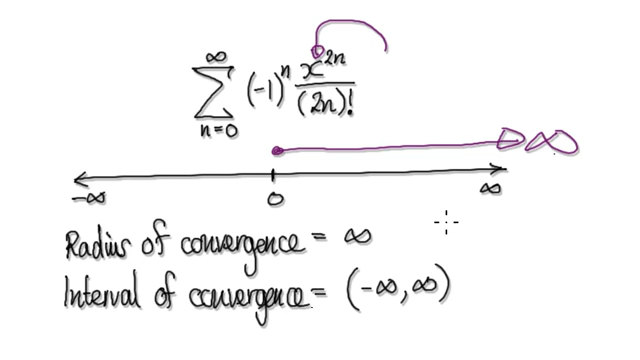 ∞
∑ (-1)^n x^{2n}/(2n)!
n=0
∞
-∞ 0 ∞
Radius of convergence = ∞
Interval of convergence = (-∞, ∞)